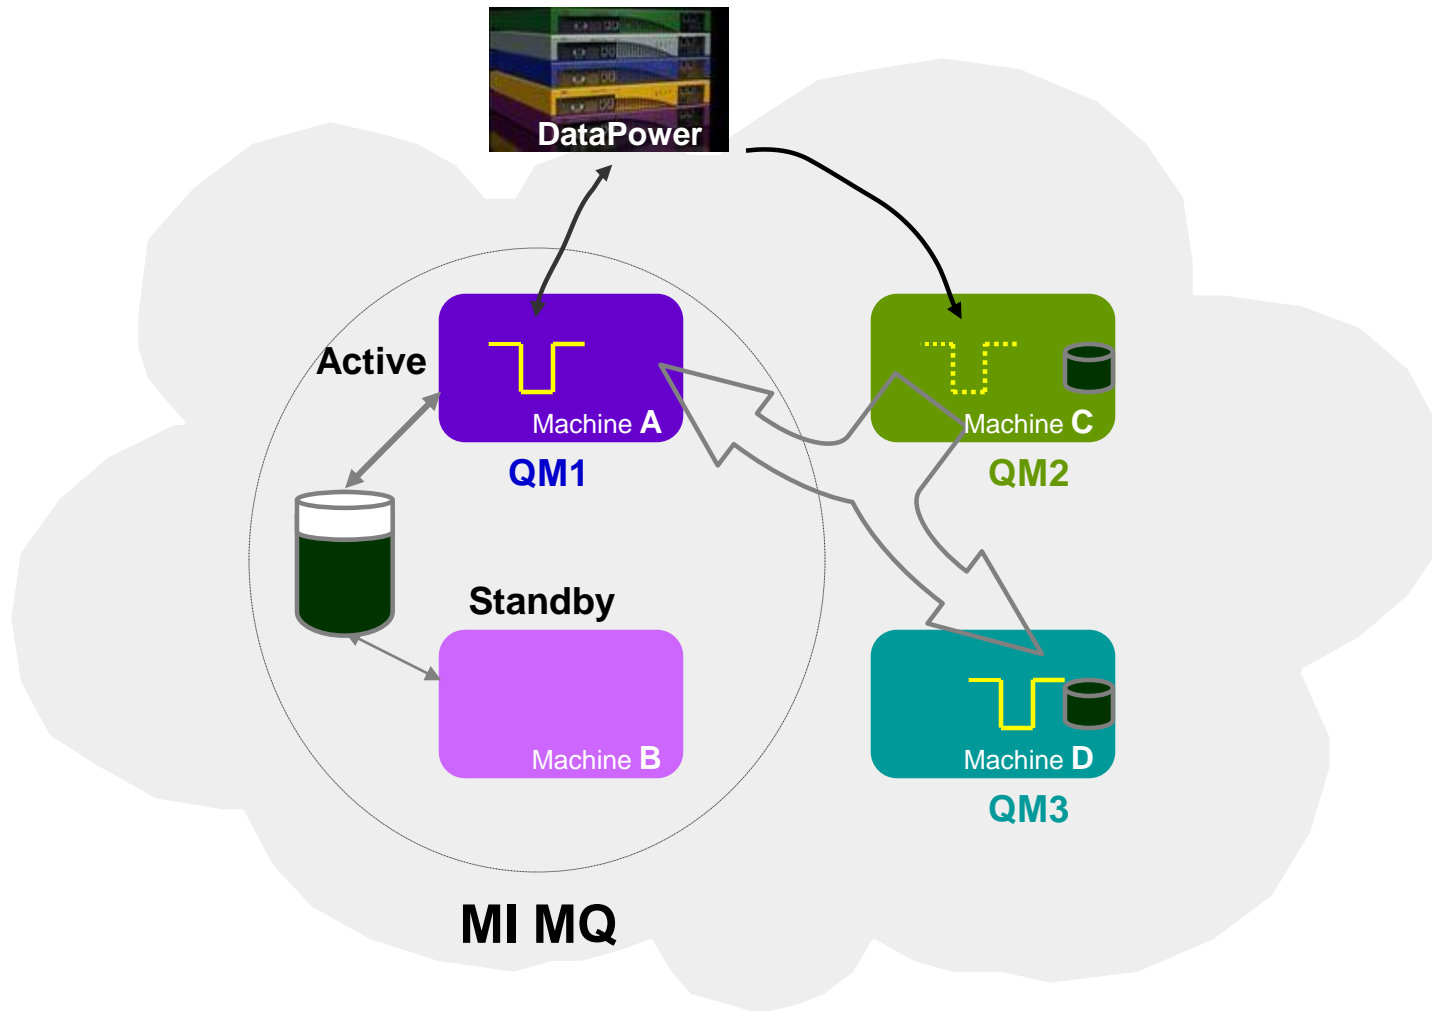 DataPower
Active
Machine A
Machine C
QM1
QM2
Standby
Machine B
Machine D
QM3
MI MQ